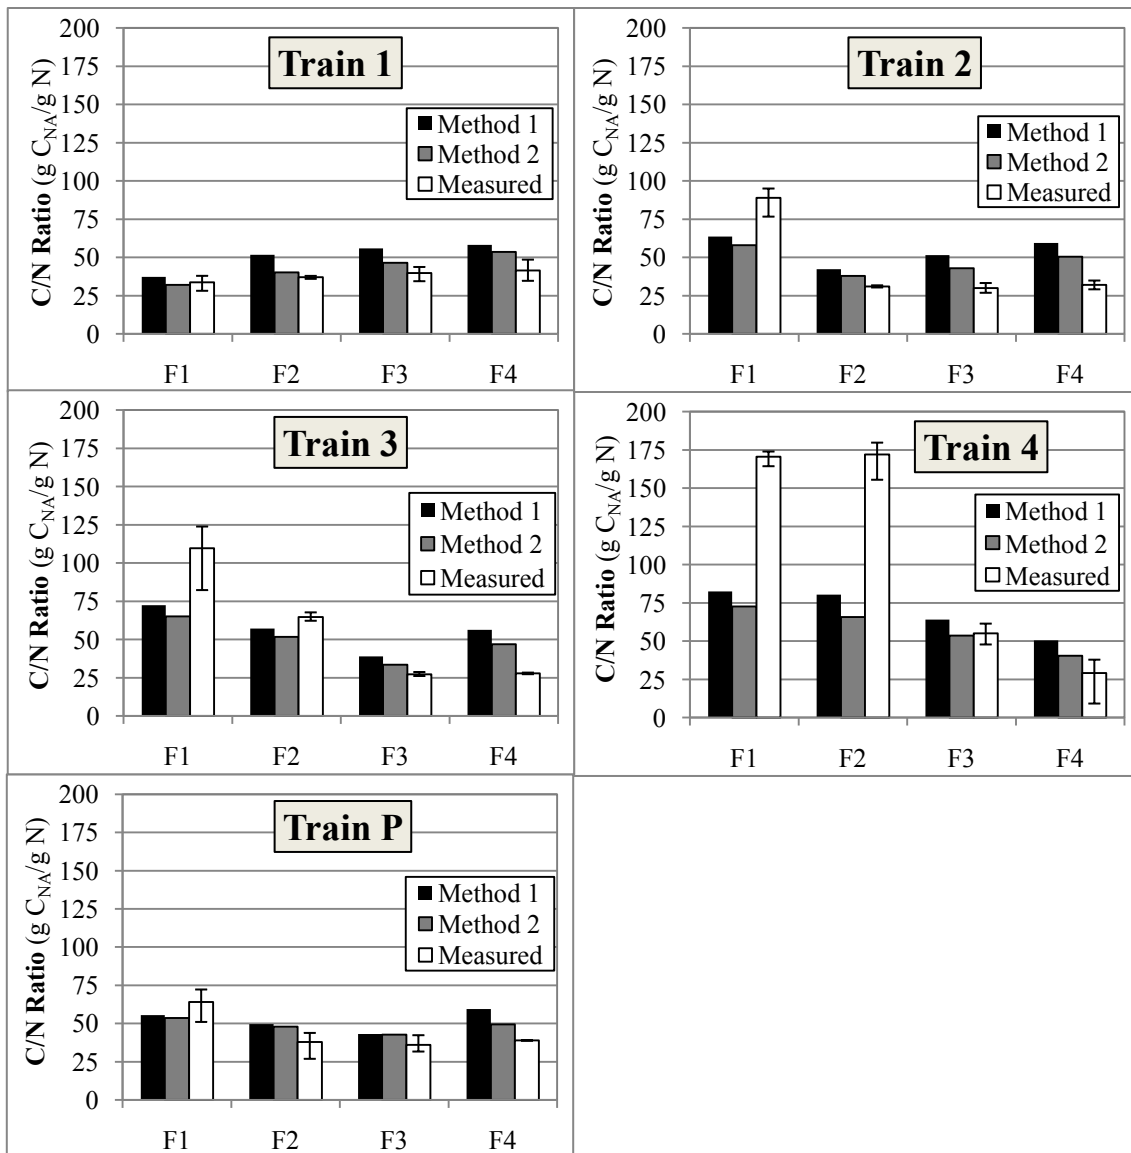 Train 1
C/N Ratio (g C_NA/g N)
200
175
150
125
100
75
50
25
0
Method 1
Method 2
Measured
F1 F2 F3 F4
Train 2
C/N Ratio (g C_NA/g N)
200
175
150
125
100
75
50
25
0
Method 1
Method 2
Measured
F1 F2 F3 F4
Train 3
C/N Ratio (g C_NA/g N)
200
175
150
125
100
75
50
25
0
Method 1
Method 2
Measured
F1 F2 F3 F4
Train 4
C/N Ratio (g C_NA/g N)
200
175
150
125
100
75
50
25
0
Method 1
Method 2
Measured
F1 F2 F3 F4
Train P
C/N Ratio (g C_NA/g N)
200
175
150
125
100
75
50
25
0
Method 1
Method 2
Measured
F1 F2 F3 F4